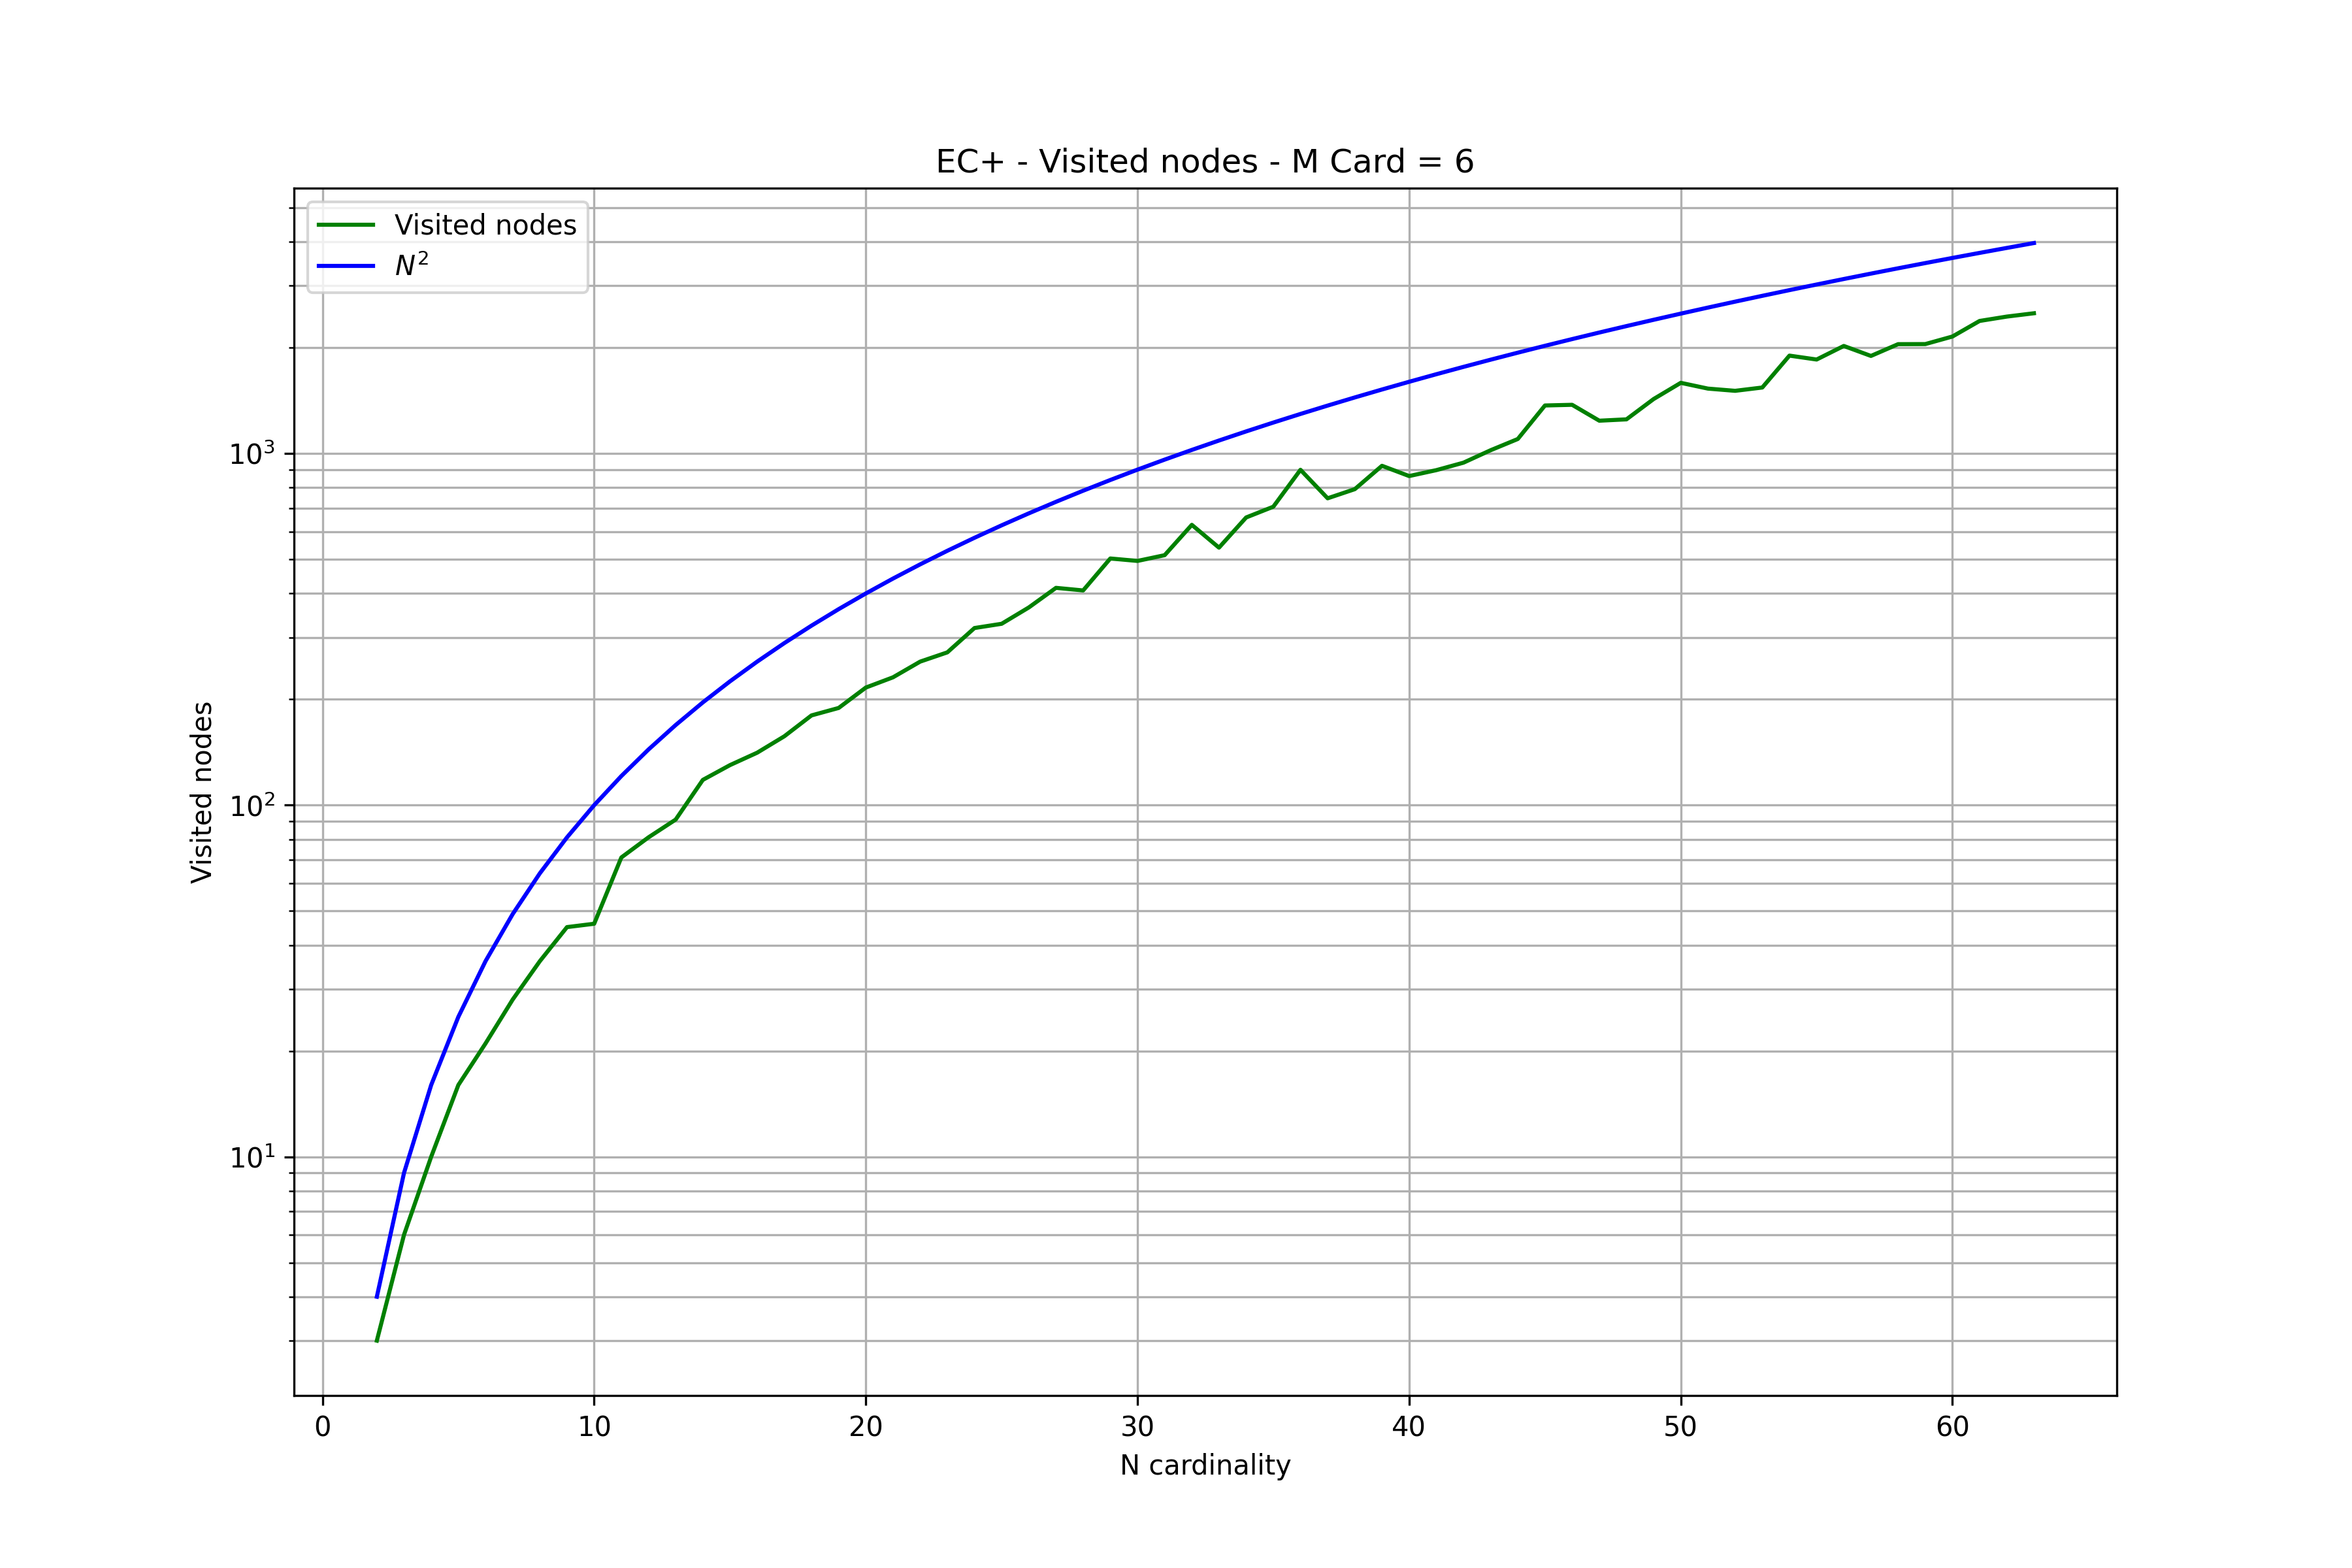 EC+ - Visited nodes - M Card = 6
Visited nodes
N²
10³
10²
10¹
Visited nodes
0 10 20 30 40 50 60
N cardinality